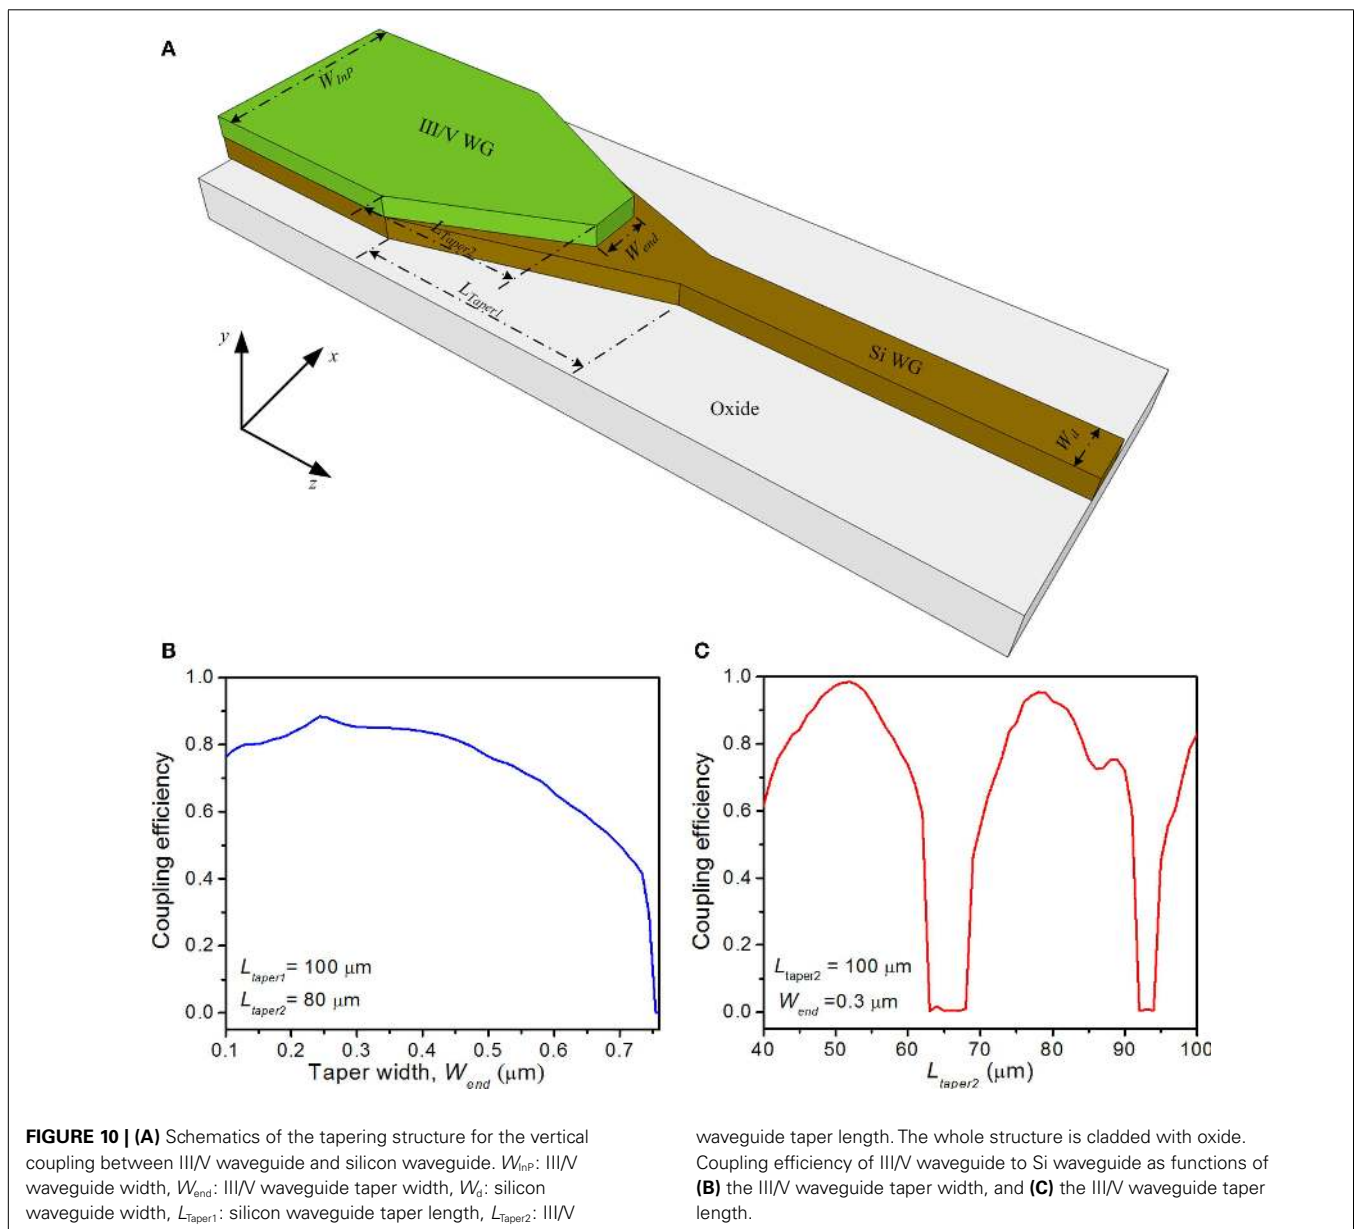 A
W_InP
III/V WG
L_Taper2
W_end
L_Taper1
Si WG
W_d
Oxide
y
x
z
B
1.0
0.8
0.6
0.4
0.2
0.0
Coupling efficiency
L_taper1 = 100 μm
L_taper2 = 80 μm
0.1 0.2 0.3 0.4 0.5 0.6 0.7
Taper width, W_end (μm)
C
1.0
0.8
0.6
0.4
0.2
0.0
Coupling efficiency
L_taper2 = 100 μm
W_end =0.3 μm
40 50 60 70 80 90 100
L_taper2 (μm)
FIGURE 10 | (A) Schematics of the tapering structure for the vertical
coupling between III/V waveguide and silicon waveguide. W_InP: III/V
waveguide width, W_end: III/V waveguide taper width, W_d: silicon
waveguide width, L_Taper1: silicon waveguide taper length, L_Taper2: III/V
waveguide taper length. The whole structure is cladded with oxide.
Coupling efficiency of III/V waveguide to Si waveguide as functions of
(B) the III/V waveguide taper width, and (C) the III/V waveguide taper
length.